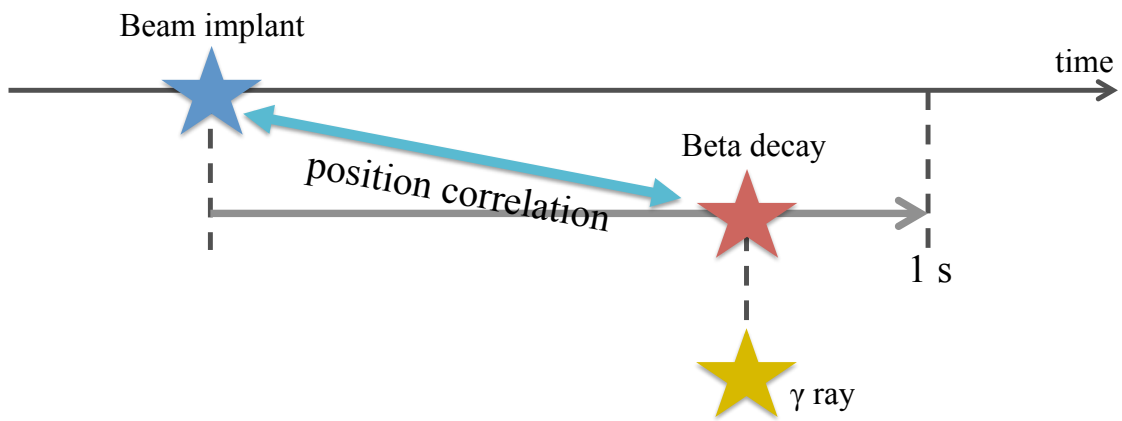 Beam implant
time
Beta decay
position correlation
1 s
γ ray